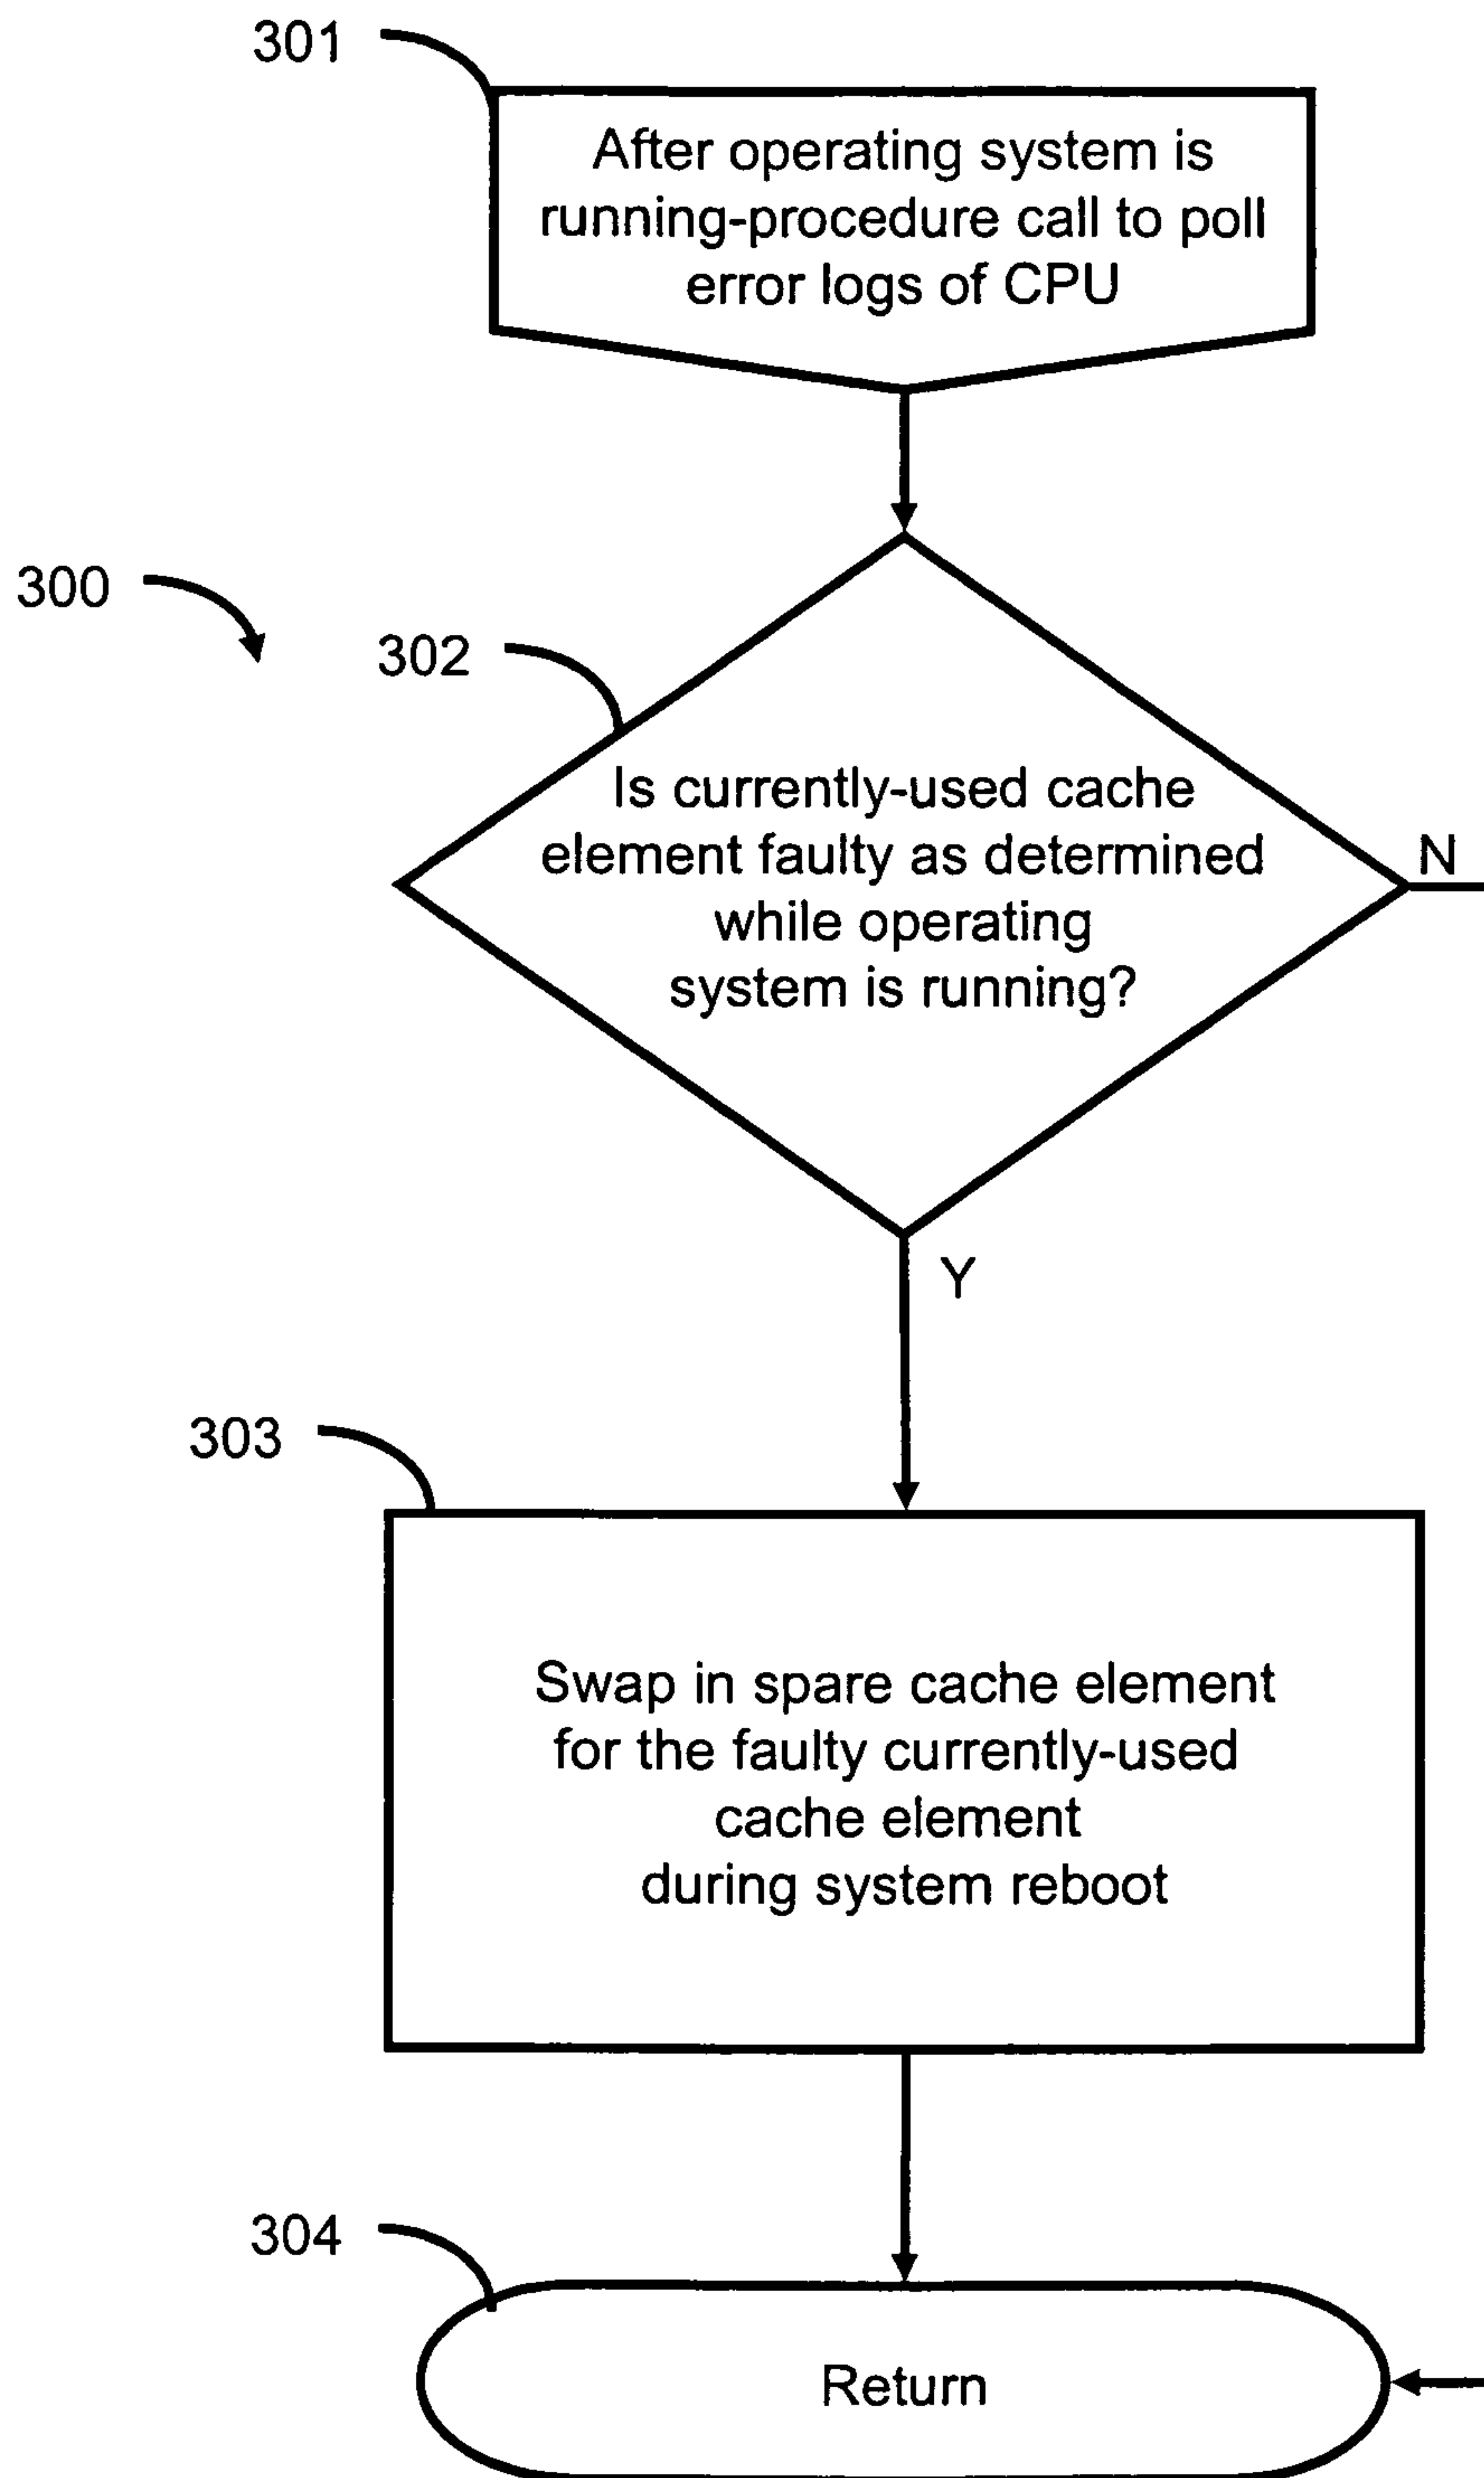 301
After operating system is
running-procedure call to poll
error logs of CPU
300
302
Is currently-used cache
element faulty as determined
while operating
system is running?
N
Y
303
Swap in spare cache element
for the faulty currently-used
cache element
during system reboot
304
Return